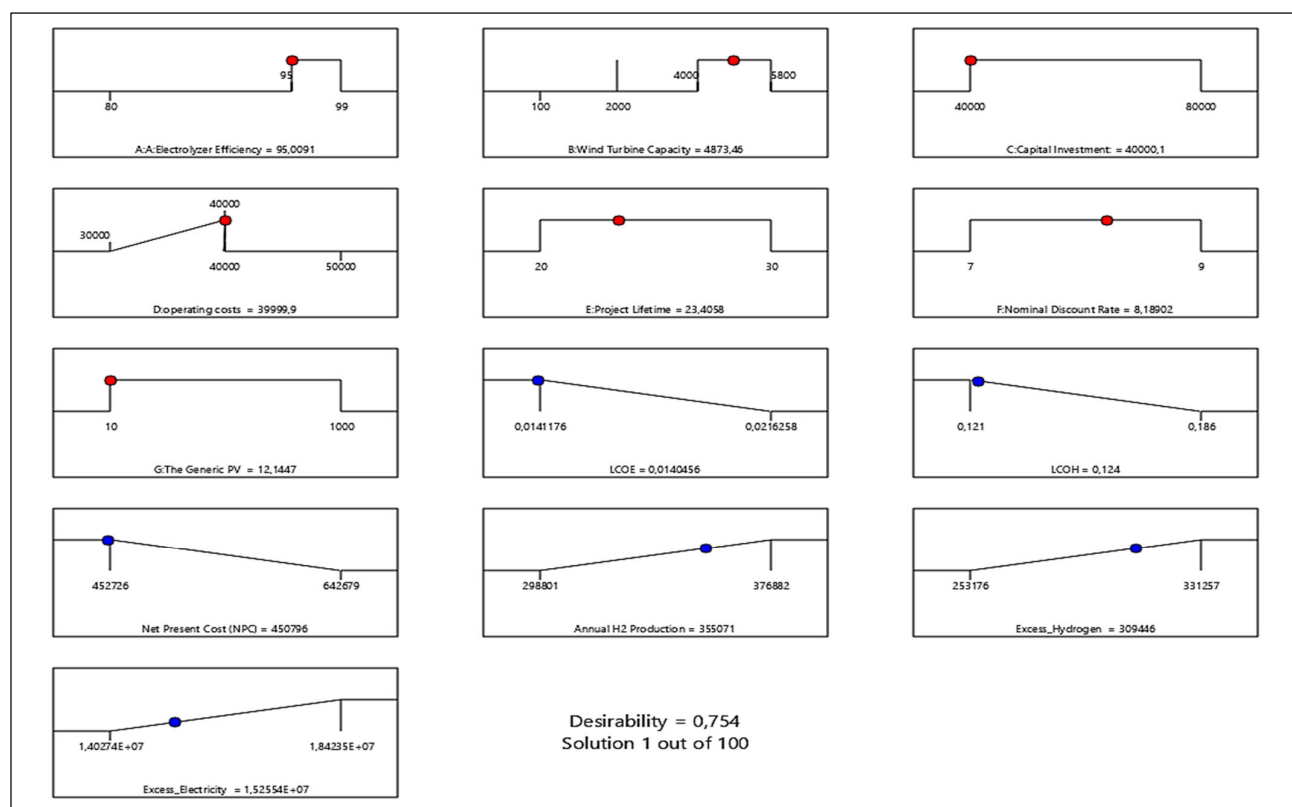 95
80
99
A:A:Electrolyzer Efficiency = 95,0091
4000
5800
100
2000
B:Wind Turbine Capacity = 4873,46
40000
80000
C:Capital Investment: = 40000,1
40000
30000
40000
50000
D:operating costs = 39999,9
20
30
E:Project Lifetime = 23,4058
7
9
F:Nominal Discount Rate = 8,18902
10
1000
G:The Generic PV = 12,1447
0,0141176
0,0216258
LCOE = 0,0140456
0,121
0,186
LCOH = 0,124
452726
642679
Net Present Cost (NPC) = 450796
298801
376882
Annual H2 Production = 355071
253176
331257
Excess_Hydrogen = 309446
1,40274E+07
1,84235E+07
Excess_Electricity = 1,52554E+07
Desirability = 0,754
Solution 1 out of 100